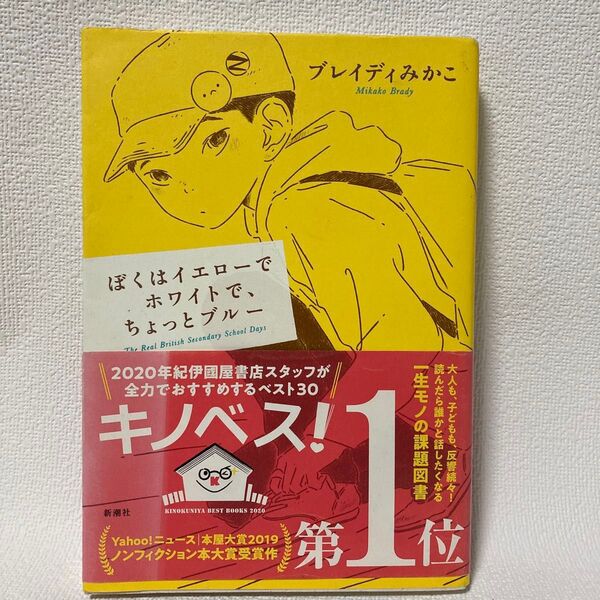 ブレイディみかこ
Mikako Brady
ぼくはイエローで
ホワイトで、
ちょっとブルー
The Real British Secondary School Days
2020年紀伊國屋書店スタッフが
全力でおすすめするベスト30
キノベス!
第1位
大人も、子どもも、反響続々!
読んだら誰かと話したくなる
一生モノの課題図書
K
KINOKUNIYA BEST BOOKS 2020
新潮社
Yahoo!ニュース|本屋大賞2019
ノンフィクション本大賞受賞作